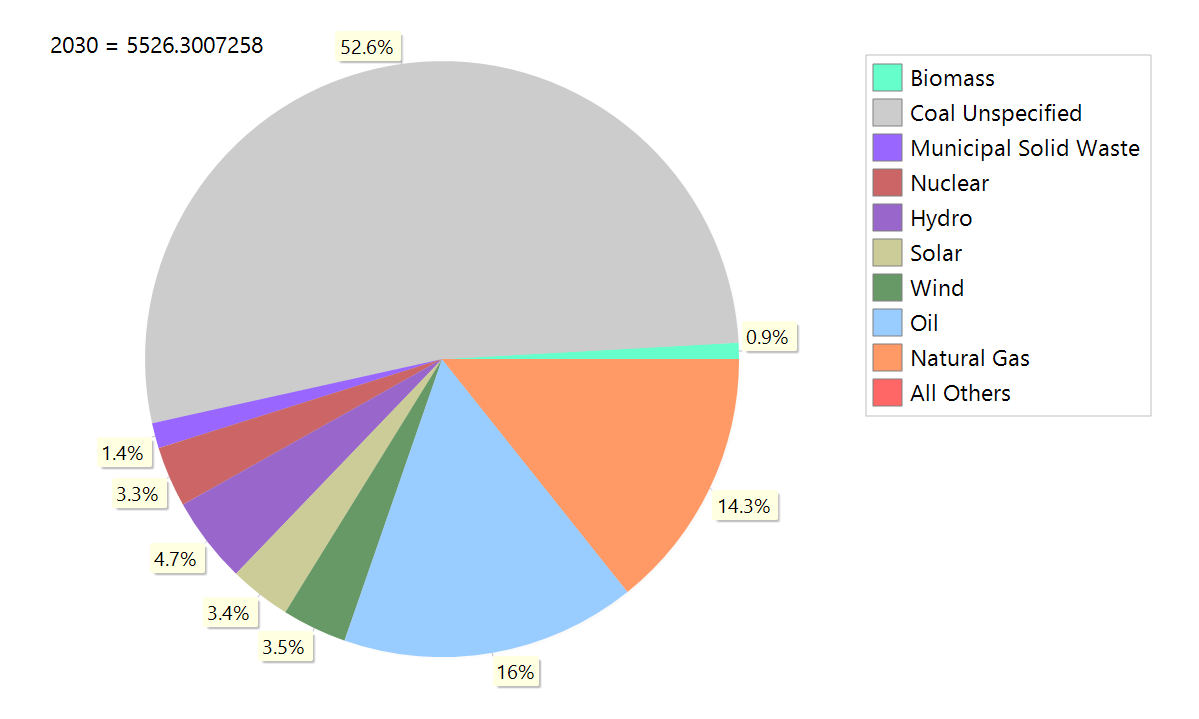 2030 = 5526.3007258
52.6%
0.9%
1.4%
3.3%
14.3%
4.7%
3.4%
3.5%
16%
Biomass
Coal Unspecified
Municipal Solid Waste
Nuclear
Hydro
Solar
Wind
Oil
Natural Gas
All Others